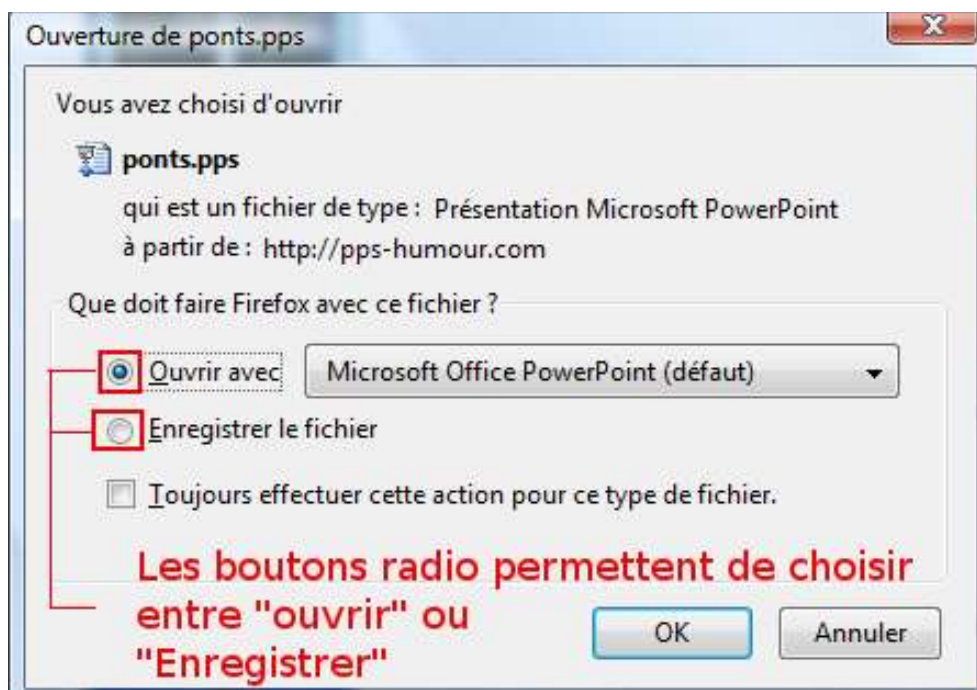 Ouverture de ponts.pps
Vous avez choisi d'ouvrir
ponts.pps
qui est un fichier de type : Présentation Microsoft PowerPoint
à partir de : http://pps-humour.com
Que doit faire Firefox avec ce fichier ?
Ouvrir avec Microsoft Office PowerPoint (défaut)
Enregistrer le fichier
Toujours effectuer cette action pour ce type de fichier.
Les boutons radio permettent de choisir
entre "ouvrir" ou
"Enregistrer"
OK Annuler